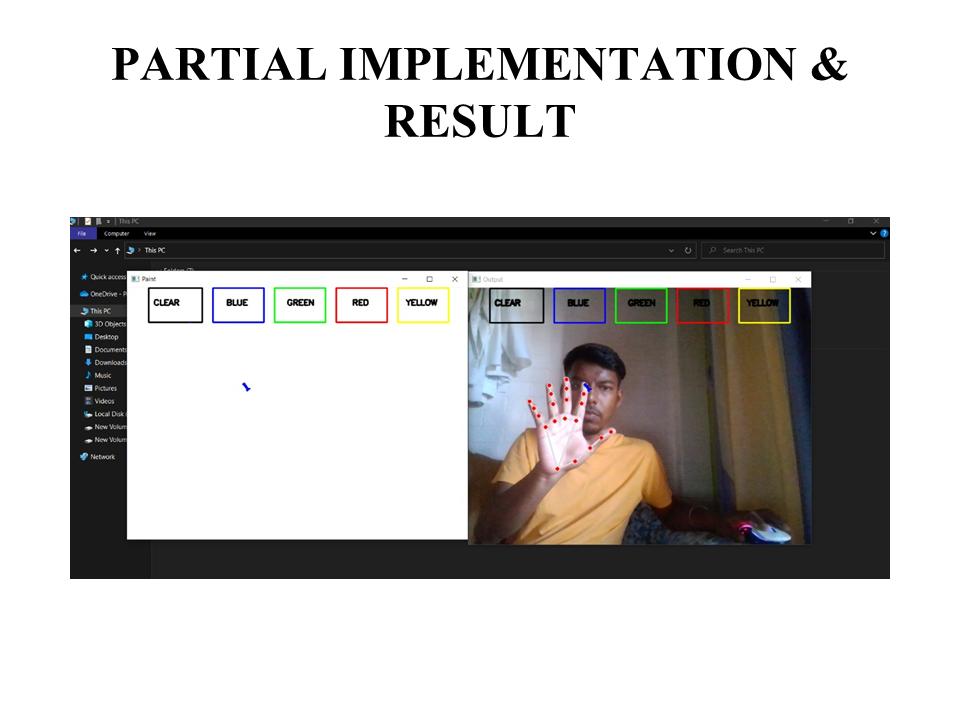 PARTIAL IMPLEMENTATION &
RESULT
This PC
File Computer View
This PC
Search This PC
Quick access
OneDrive - P
This PC
3D Objects
Desktop
Documents
Downloads
Music
Pictures
Videos
Local Disk
New Volum
New Volum
Network
Paint
CLEAR BLUE GREEN RED YELLOW
Output
CLEAR BLUE GREEN RED YELLOW